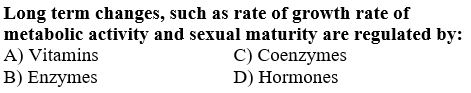 Long term changes, such as rate of growth rate of
metabolic activity and sexual maturity are regulated by:
A) Vitamins C) Coenzymes
B) Enzymes D) Hormones